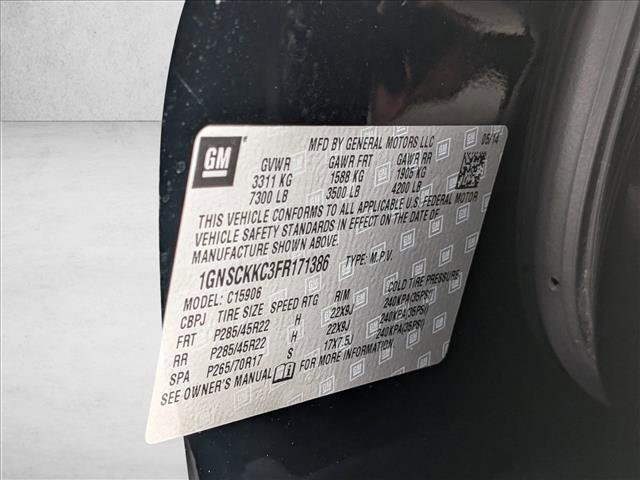 GM
MFD BY GENERAL MOTORS LLC 05/14
GVWR GAWR FRT GAWR RR
3311 KG 1588 KG 1905 KG
7300 LB 3500 LB 4200 LB
THIS VEHICLE CONFORMS TO ALL APPLICABLE U.S. FEDERAL MOTOR
VEHICLE SAFETY STANDARDS IN EFFECT ON THE DATE OF
MANUFACTURE SHOWN ABOVE.
1GNSCKKC3FR171386 TYPE: M.P.V.
MODEL: C15906
CBPJ TIRE SIZE SPEED RTG RIM COLD TIRE PRESSURE
FRT P285/45R22 H 22X9J 240KPA(35PSI)
RR P285/45R22 H 22X9J 240KPA(35PSI)
SPA P265/70R17 S 17X7.5J 240KPA(35PSI)
SEE OWNER'S MANUAL FOR MORE INFORMATION